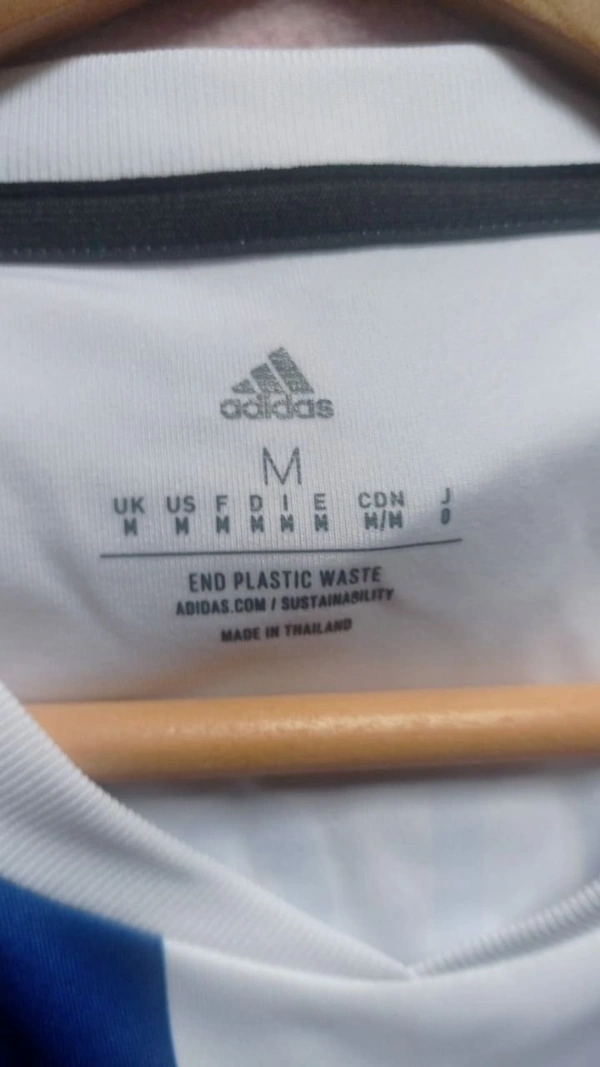 adidas
M
UK US F D I E CDN J
M M M M M M M/M O
END PLASTIC WASTE
ADIDAS.COM / SUSTAINABILITY
MADE IN THAILAND